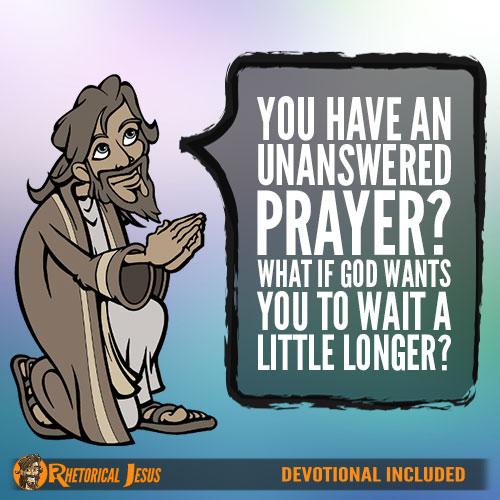 YOU HAVE AN
UNANSWERED
PRAYER?
WHAT IF GOD WANTS
YOU TO WAIT A
LITTLE LONGER?
RHETORICAL JESUS
DEVOTIONAL INCLUDED